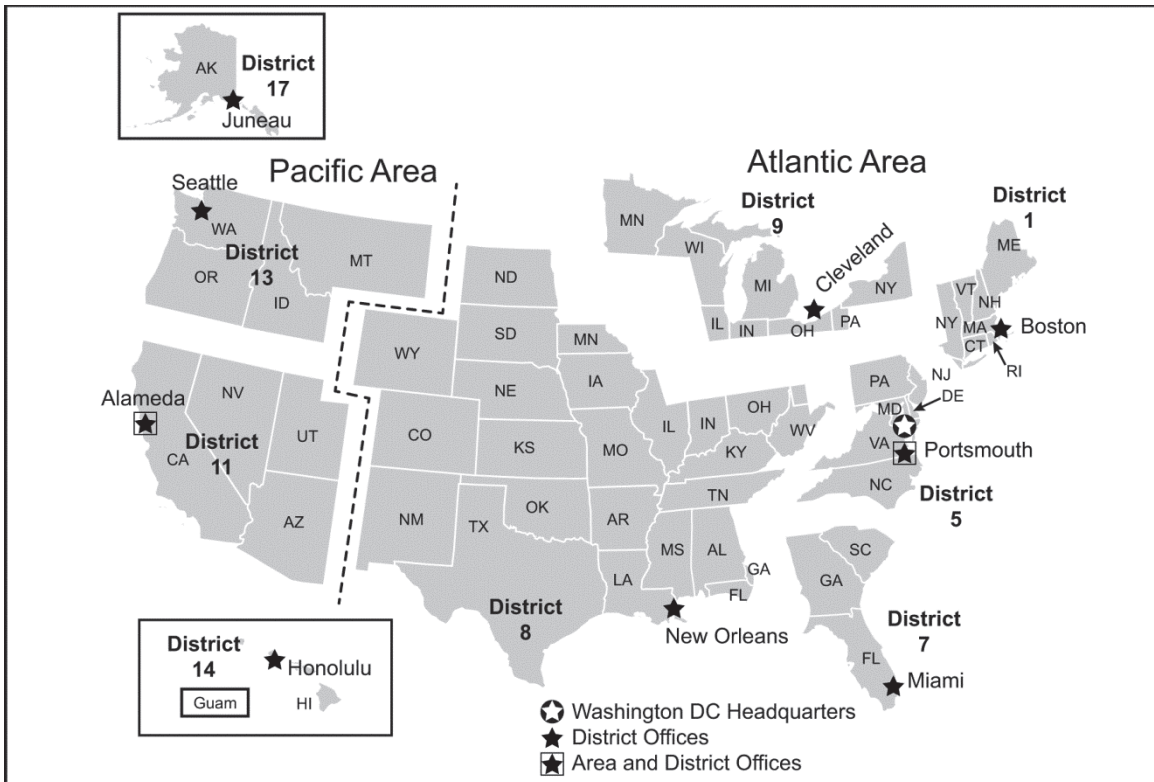 AK
District
17
Juneau
Pacific Area
Atlantic Area
Seattle
WA
District
13
OR
ID
MT
Alameda
NV
UT
CA
District
11
AZ
District
14
Honolulu
Guam
HI
ND
SD
MN
WY
NE
IA
CO
KS
MO
IL
IN
OH
WV
KY
NM
TX
OK
AR
TN
LA
MS
AL
GA
FL
District
8
New Orleans
District
9
MN
WI
MI
Cleveland
NY
IL
IN
OH
PA
District
1
ME
VT
NH
NY
MA
CT
RI
Boston
NJ
PA
DE
MD
VA
Portsmouth
NC
District
5
SC
GA
District
7
FL
Miami
Washington DC Headquarters
District Offices
Area and District Offices